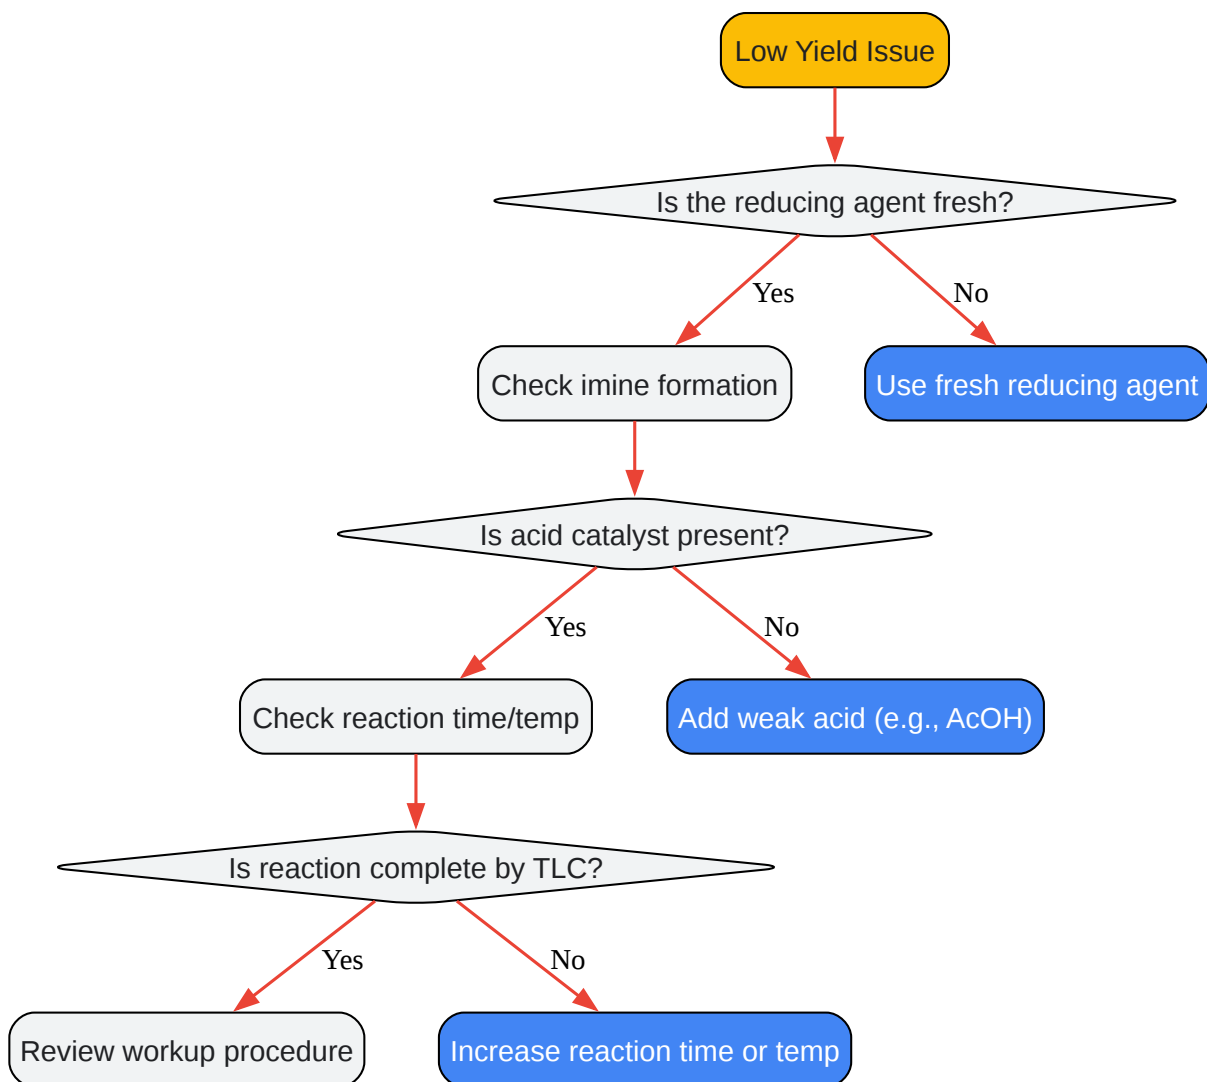 Low Yield Issue
Is the reducing agent fresh?
Yes
No
Check imine formation
Use fresh reducing agent
Is acid catalyst present?
Yes
No
Check reaction time/temp
Add weak acid (e.g., AcOH)
Is reaction complete by TLC?
Yes
No
Review workup procedure
Increase reaction time or temp